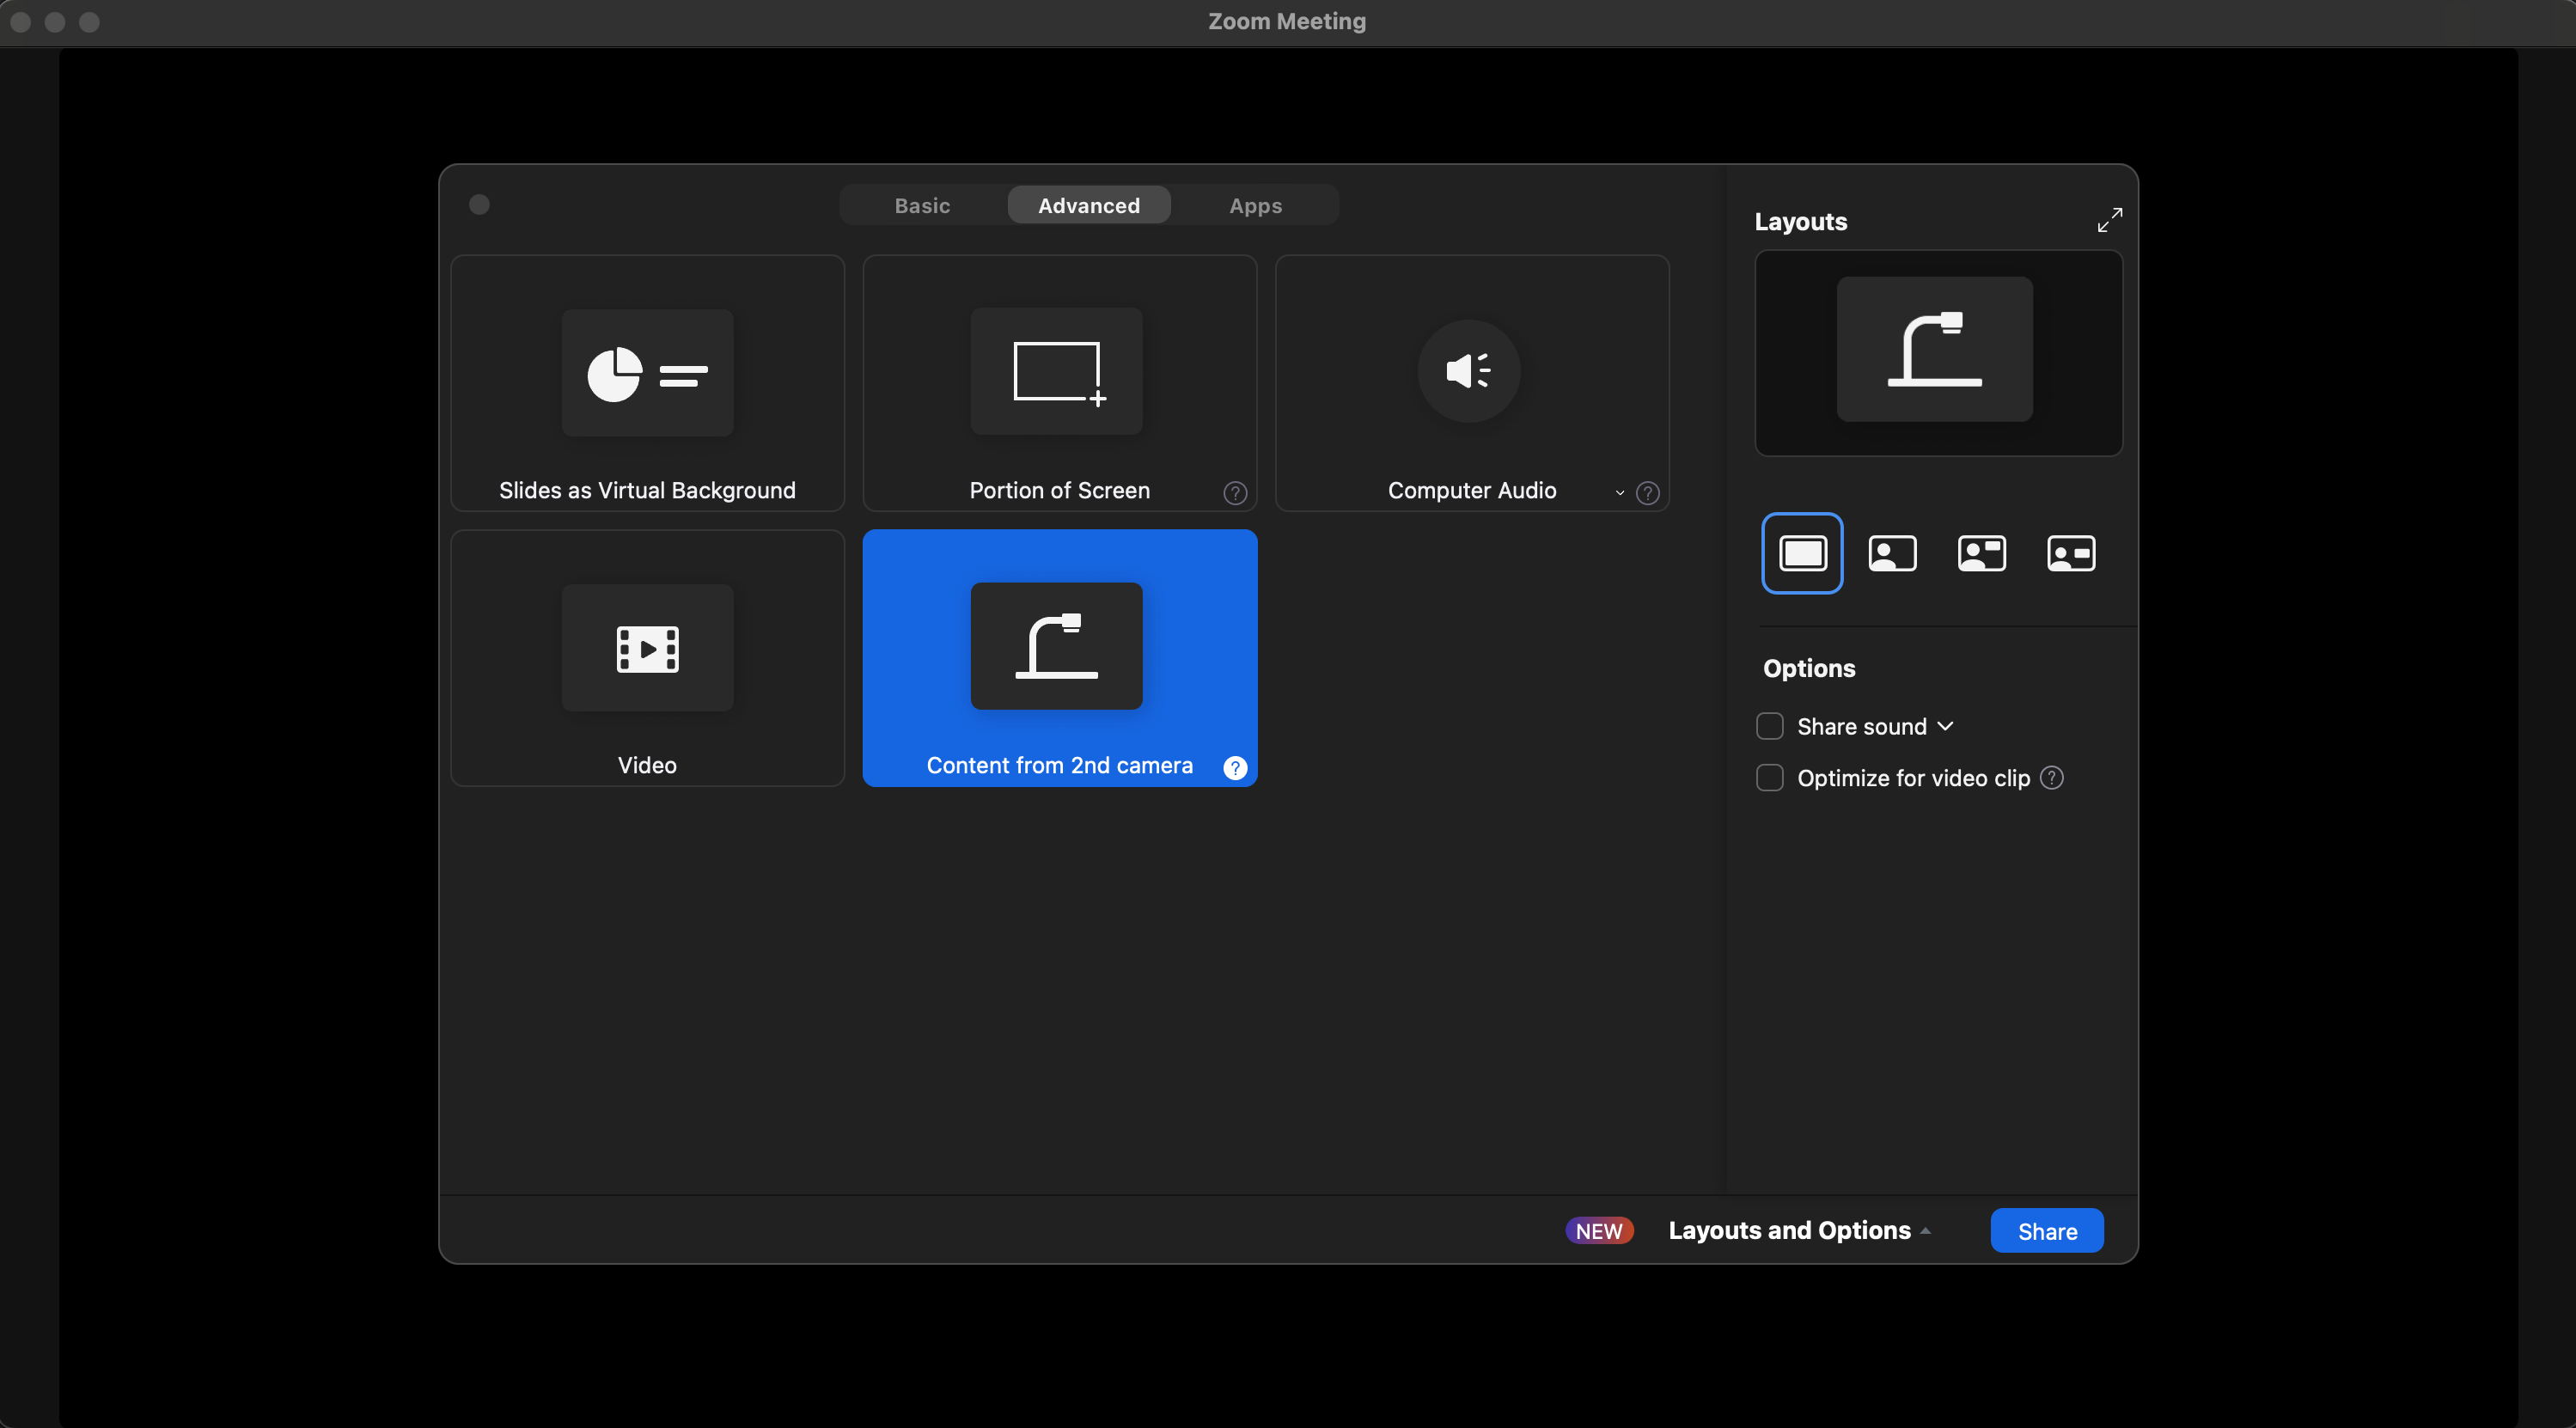 Zoom Meeting
Basic
Advanced
Apps
Slides as Virtual Background
Portion of Screen
?
Computer Audio
?
Video
Content from 2nd camera
?
Layouts
Options
Share sound
Optimize for video clip
?
NEW
Layouts and Options
Share